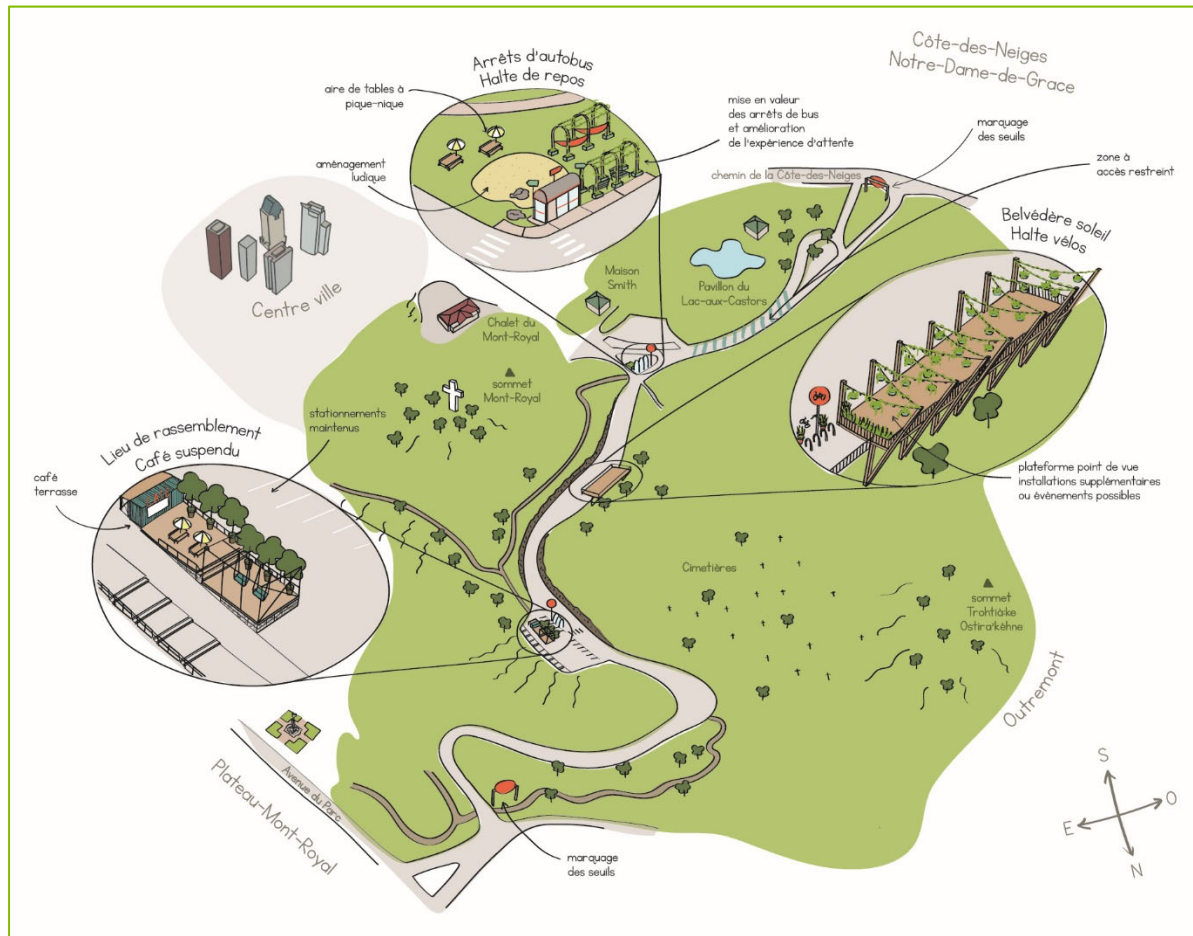 Côte-des-Neiges
Notre-Dame-de-Grace
Arrêts d'autobus
Halte de repos
aire de tables à
pique-nique
mise en valeur
des arrêts de bus
et amélioration
de l'expérience d'attente
marquage
des seuils
aménagement
ludique
chemin de la Côte-des-Neiges
zone à
accès restreint
Belvédère soleil
Halte vélos
Maison
Smith
Pavillon du
Lac-aux-Castors
Centre ville
Chalet du
Mont-Royal
sommet
Mont-Royal
stationnements
maintenus
Lieu de rassemblement
Café suspendu
café
terrasse
plateforme point de vue
installations supplémentaires
ou évènements possibles
Cimetières
sommet
Trohtià:ke
Ostira'kéhne
Outremont
Avenue du Parc
Plateau-Mont-Royal
marquage
des seuils
S
O
E
N